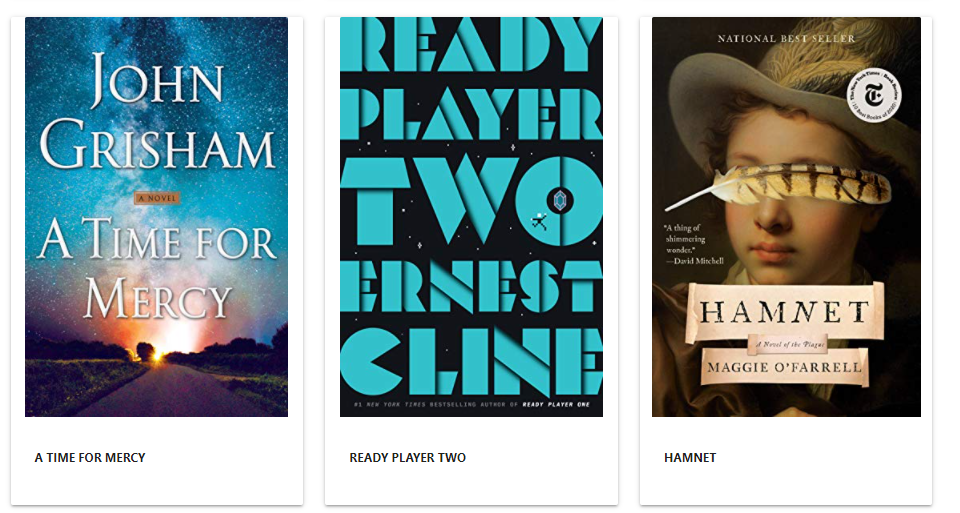 JOHN
GRISHAM
A NOVEL
A TIME FOR
MERCY
A TIME FOR MERCY
READY
PLAYER
TWO
ERNEST
CLINE
#1 NEW YORK TIMES BESTSELLING AUTHOR OF READY PLAYER ONE
READY PLAYER TWO
NATIONAL BEST SELLER
The New York Times · Book Review
10 Best Books of 2020
"A thing of
shimmering
wonder."
—David Mitchell
HAMNET
A Novel of the Plague
MAGGIE O'FARRELL
HAMNET